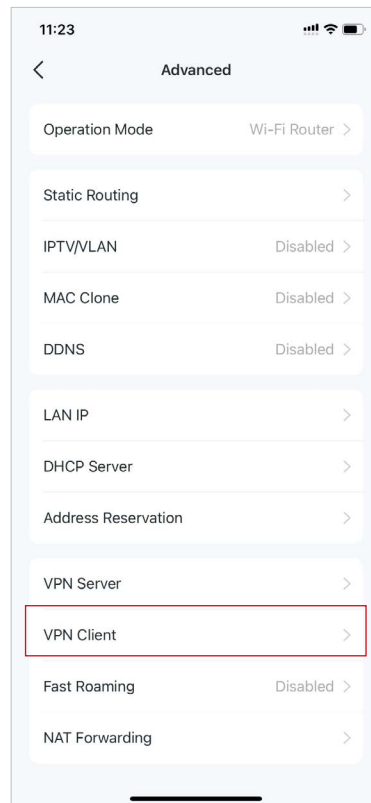 11:23
Advanced
Operation Mode Wi-Fi Router
Static Routing
IPTV/VLAN Disabled
MAC Clone Disabled
DDNS Disabled
LAN IP
DHCP Server
Address Reservation
VPN Server
VPN Client
Fast Roaming Disabled
NAT Forwarding